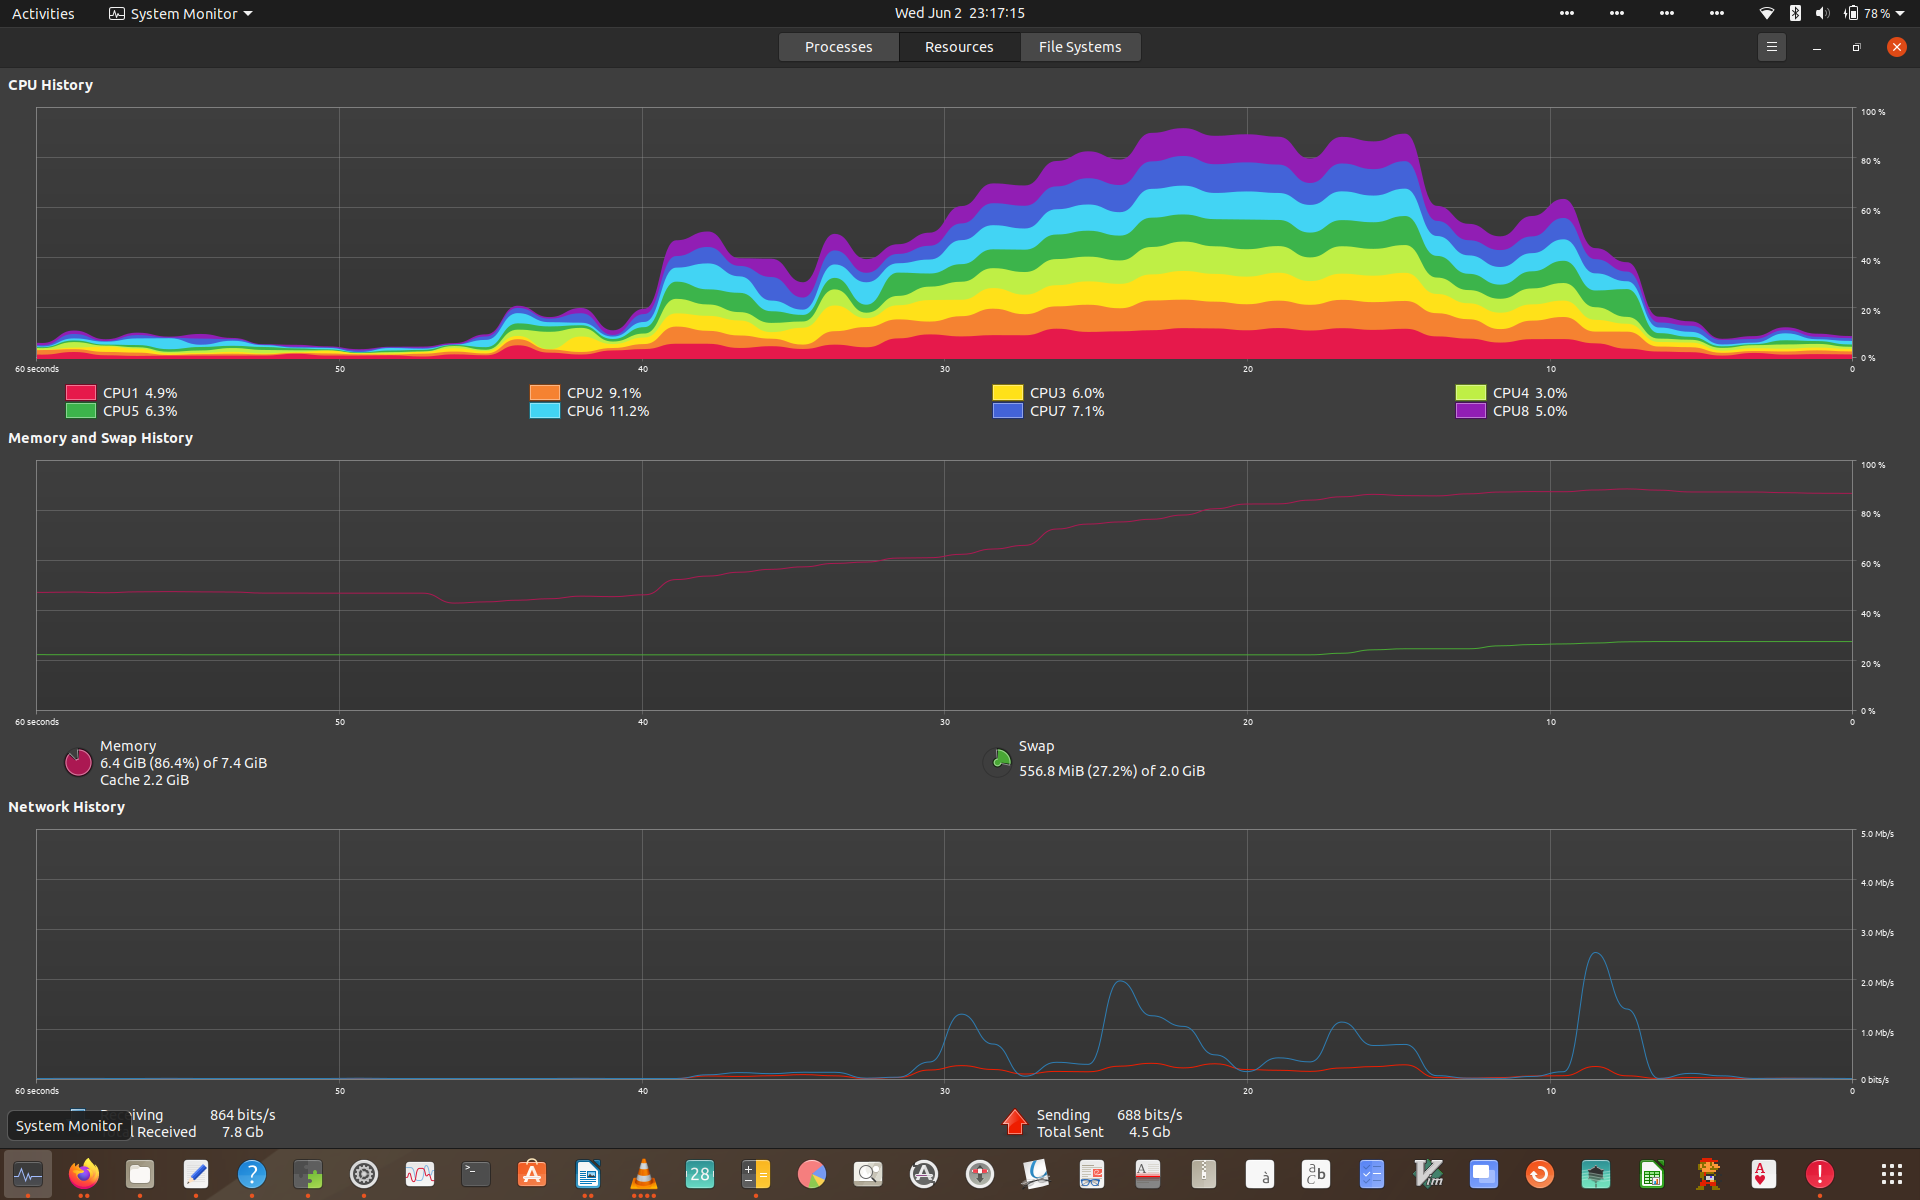 Activities System Monitor Wed Jun 2 23:17:15 78 %
Processes Resources File Systems
CPU History
100 %
80 %
60 %
40 %
20 %
0 %
60 seconds 50 40 30 20 10 0
CPU1 4.9% CPU2 9.1% CPU3 6.0% CPU4 3.0%
CPU5 6.3% CPU6 11.2% CPU7 7.1% CPU8 5.0%
Memory and Swap History
100 %
80 %
60 %
40 %
20 %
0 %
60 seconds 50 40 30 20 10 0
Memory
6.4 GiB (86.4%) of 7.4 GiB
Cache 2.2 GiB
Swap
556.8 MiB (27.2%) of 2.0 GiB
Network History
5.0 Mb/s
4.0 Mb/s
3.0 Mb/s
2.0 Mb/s
1.0 Mb/s
0 bits/s
60 seconds 50 40 30 20 10 0
iving 864 bits/s
Received 7.8 Gb
System Monitor
Sending 688 bits/s
Total Sent 4.5 Gb
28
à
ab
c
Vim
A